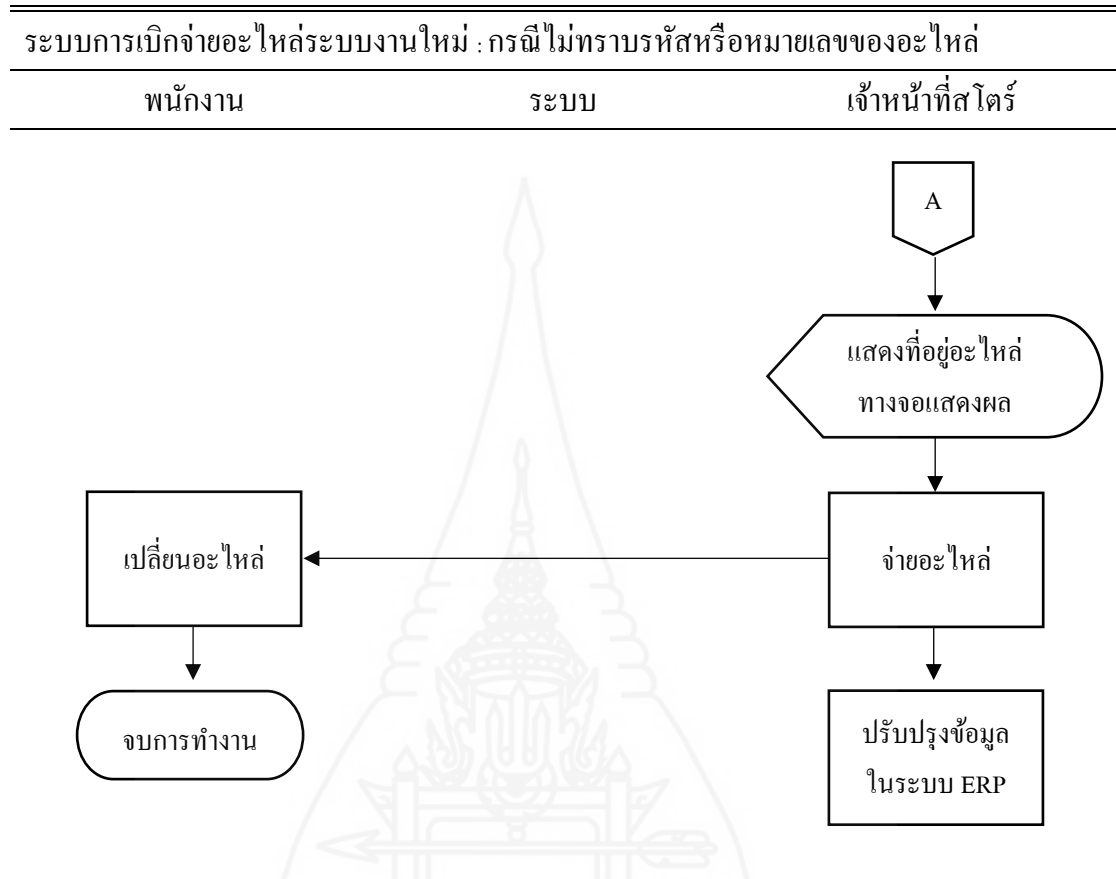 ระบบการเบิกจ่ายอะไหล่ระบบงานใหม่ : กรณีไม่ทราบรหัสหรือหมายเลขของอะไหล่
พนักงาน ระบบ เจ้าหน้าที่สโตร์
A
แสดงที่อยู่อะไหล่
ทางจอแสดงผล
เปลี่ยนอะไหล่ จ่ายอะไหล่
จบการทำงาน
ปรับปรุงข้อมูล
ในระบบ ERP